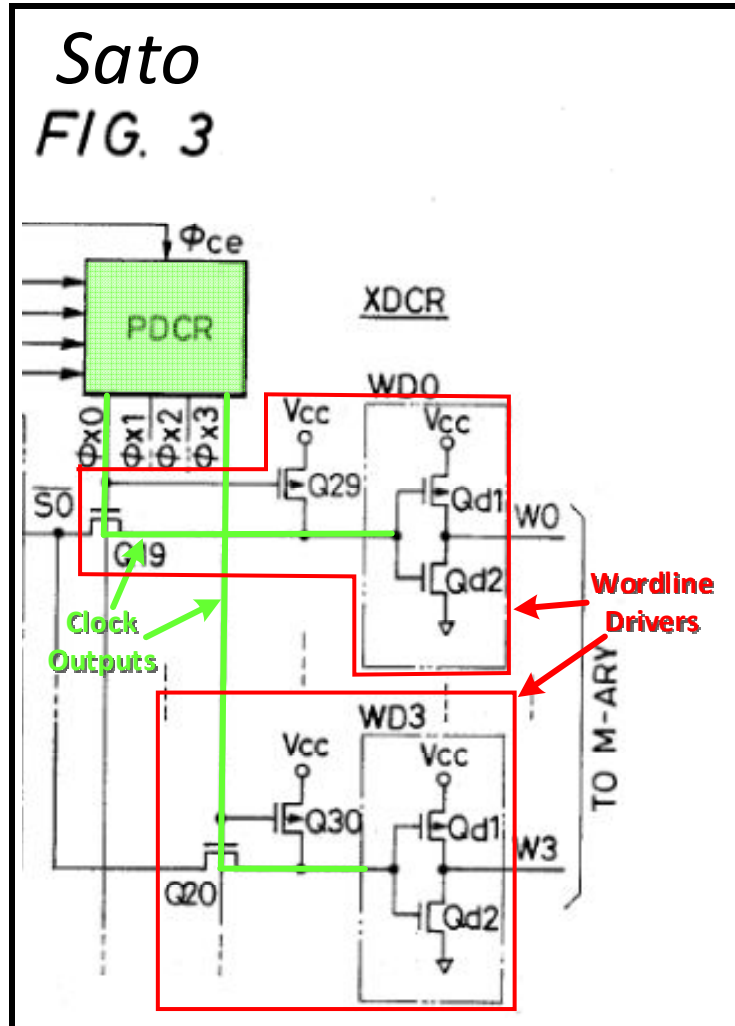 Sato
FIG. 3
Φce
PDCR
XDCR
Φx0
Φx1
Φx2
Φx3
WD0
Vcc
Vcc
S0
Q29
Qd1
W0
Q19
Qd2
Clock
Outputs
Wordline
Drivers
WD3
Vcc
Vcc
Q30
Qd1
W3
Q20
Qd2
TO M-ARY